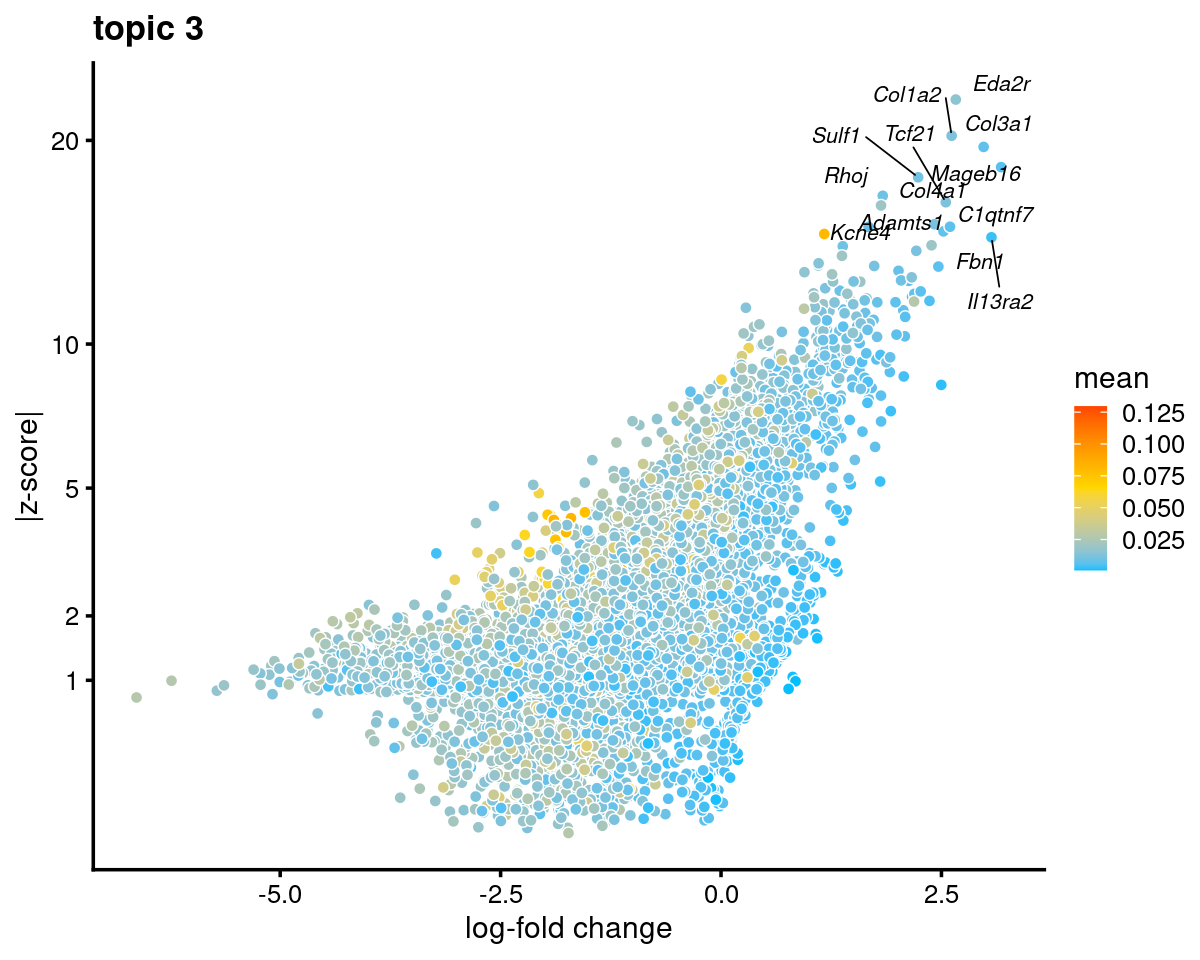 topic 3
Eda2r
Col1a2
Col3a1
Tcf21
Sulf1
Mageb16
Rhoj
Col4a1
C1qtnf7
Adamts1
Kcne4
Fbn1
Il13ra2
20
10
5
2
1
|z-score|
-5.0
-2.5
0.0
2.5
log-fold change
mean
0.125
0.100
0.075
0.050
0.025